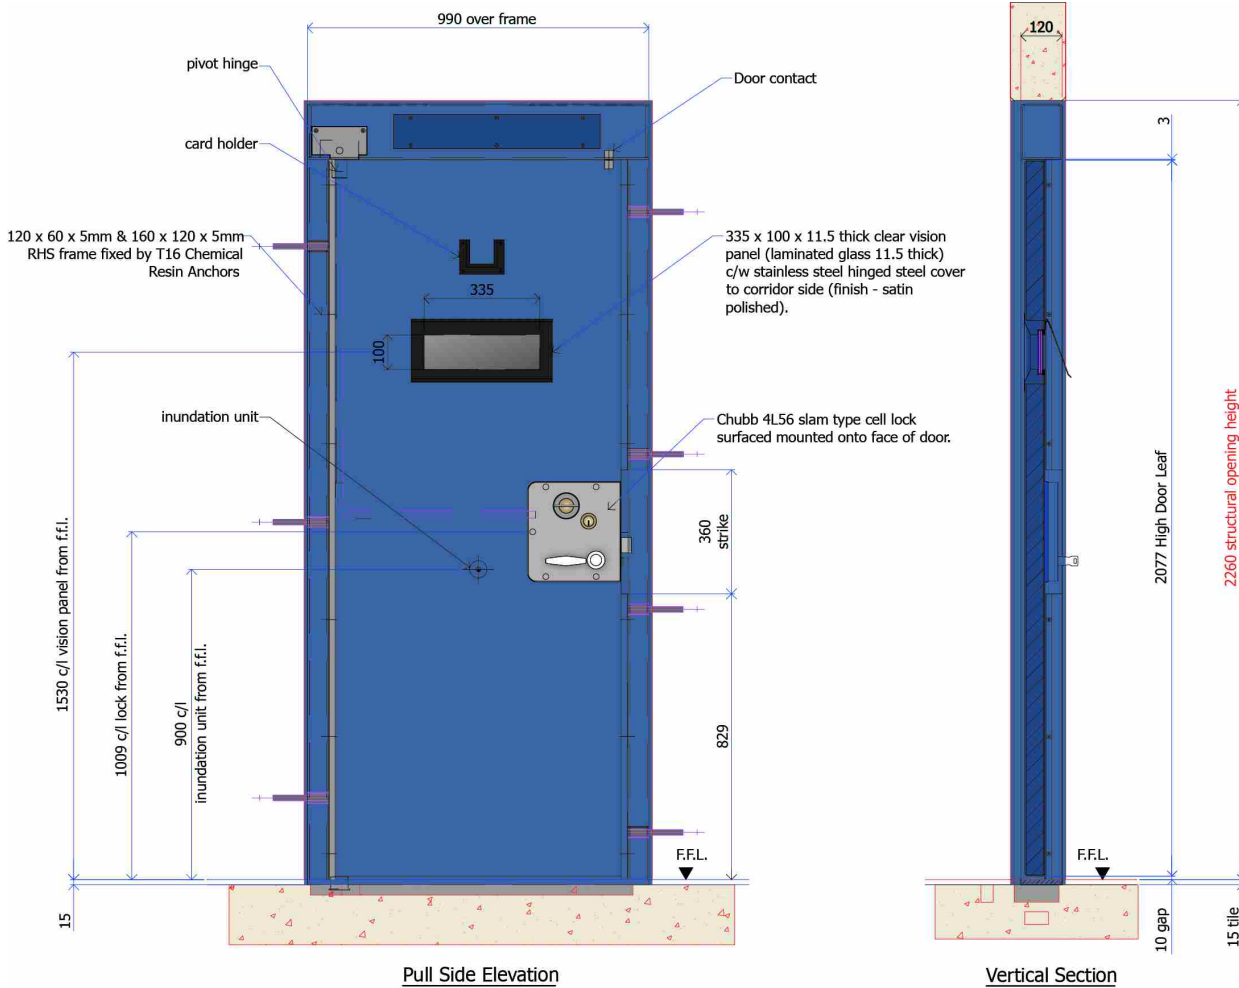 990 over frame
pivot hinge
Door contact
card holder
120 x 60 x 5mm & 160 x 120 x 5mm
RHS frame fixed by T16 Chemical
Resin Anchors
335 x 100 x 11.5 thick clear vision
panel (laminated glass 11.5 thick)
c/w stainless steel hinged steel cover
to corridor side (finish - satin
polished).
335
100
inundation unit
Chubb 4L56 slam type cell lock
surfaced mounted onto face of door.
360
strike
829
1530 c/l vision panel from f.f.l.
1009 c/l lock from f.f.l.
900 c/l
inundation unit from f.f.l.
15
F.F.L.
Pull Side Elevation
120
3
2077 High Door Leaf
2260 structural opening height
F.F.L.
10 gap
15 tile
Vertical Section